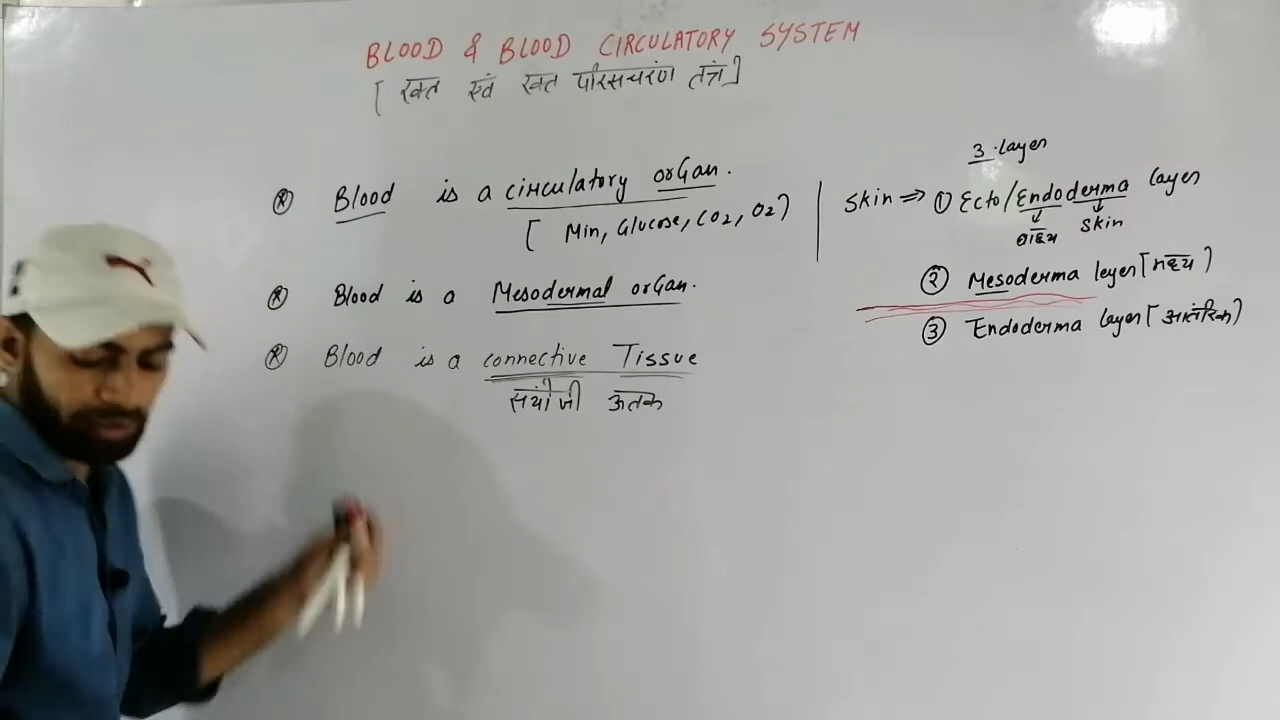 BLOOD & BLOOD CIRCULATORY SYSTEM
[ रक्त एवं रक्त परिसंचरण तंत्र ]
Blood is a circulatory orGan.
[ Min, Glucose, CO2, O2 )
Blood is a Mesodermal orGan.
Blood is a connective Tissue
संयोजी ऊतक
3 layer
Skin ⇒ ① Ecto/Endoderma layer
बाह्य Skin
② Mesoderma leyer [ मध्य )
③ Endoderma layer [ आंतरिक )